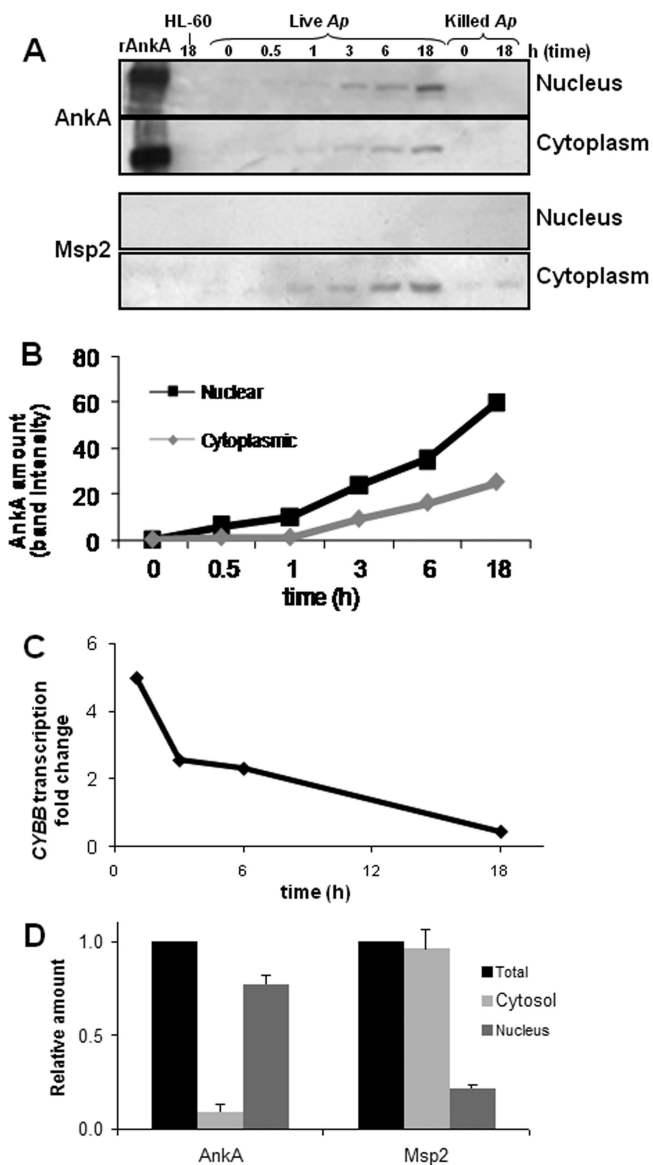 A
HL-60
Live Ap
Killed Ap
rAnkA 18 0 0.5 1 3 6 18 0 18 h (time)
Nucleus
AnkA
Cytoplasm
Nucleus
Msp2
Cytoplasm
B
80
60
40
20
0
AnkA amount
(band intensity)
Nuclear
Cytoplasmic
0 0.5 1 3 6 18
time (h)
C
6
4
2
0
CYBB transcription
fold change
0 6 12 18
time (h)
D
1.0
0.5
0.0
Relative amount
Total
Cytosol
Nucleus
AnkA Msp2